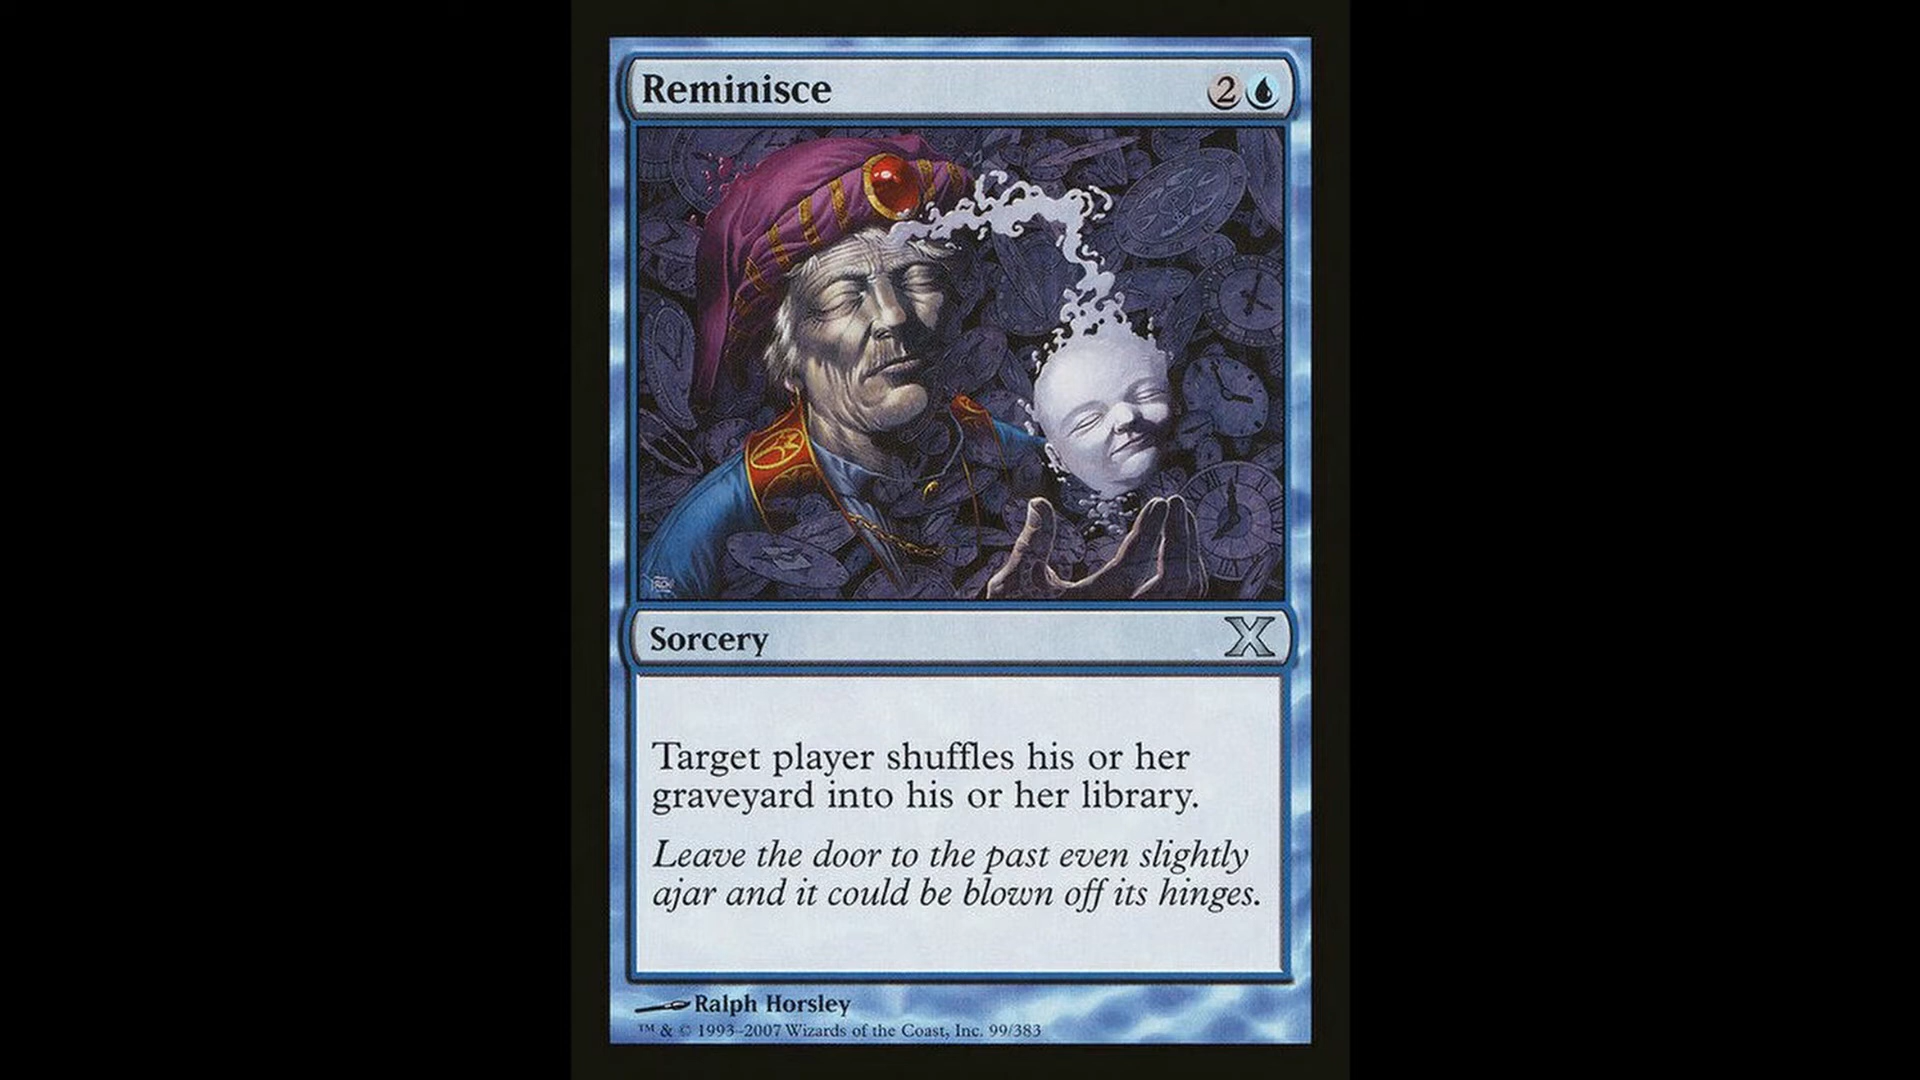 Reminisce 2
Sorcery X
Target player shuffles his or her
graveyard into his or her library.
Leave the door to the past even slightly
ajar and it could be blown off its hinges.
Ralph Horsley
™ & © 1993–2007 Wizards of the Coast, Inc. 99/383